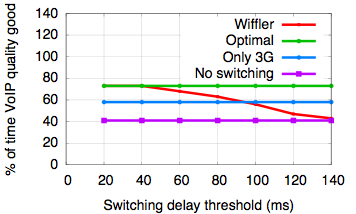 140
120
100
80
60
40
20
0
% of time VoIP quality good
Wiffler
Optimal
Only 3G
No switching
0 20 40 60 80 100 120 140
Switching delay threshold (ms)